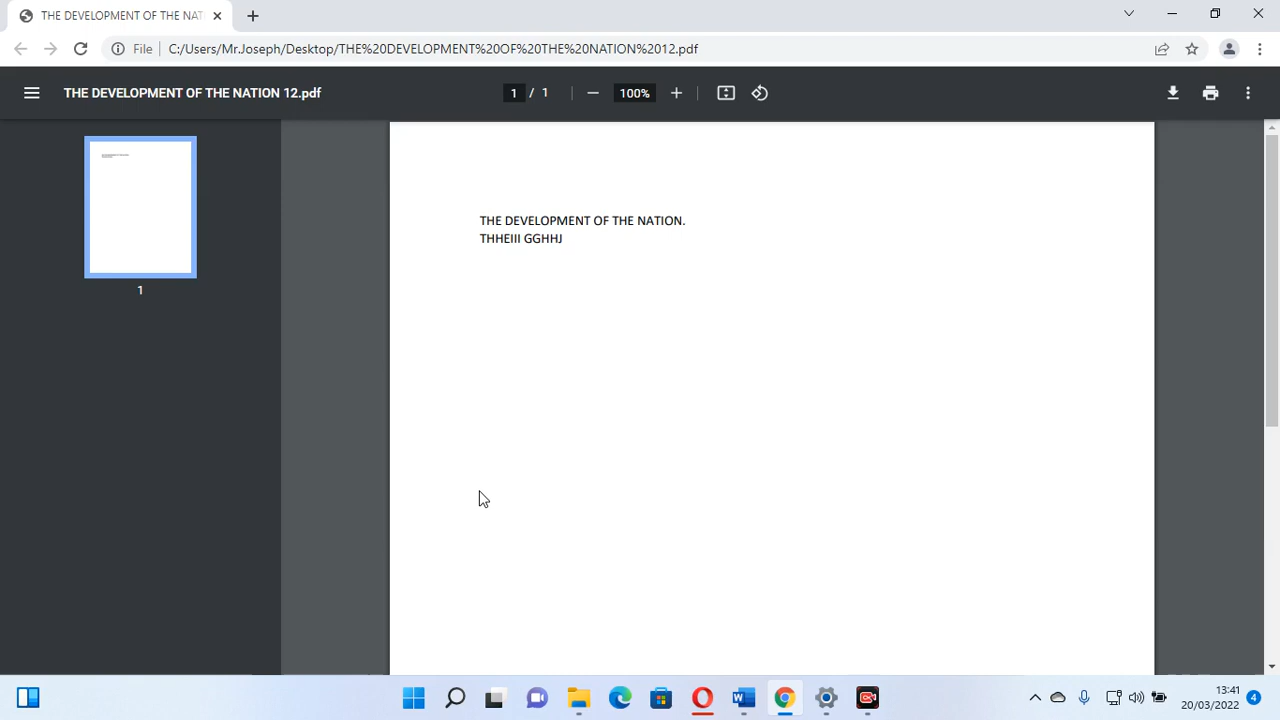 THE DEVELOPMENT OF THE NAT
File C:/Users/Mr.Joseph/Desktop/THE%20DEVELOPMENT%20OF%20THE%20NATION%2012.pdf
THE DEVELOPMENT OF THE NATION 12.pdf 1 / 1 100%
THE DEVELOPMENT OF THE NATION.
THHEIII GGHHJ
1
13:41
20/03/2022 4